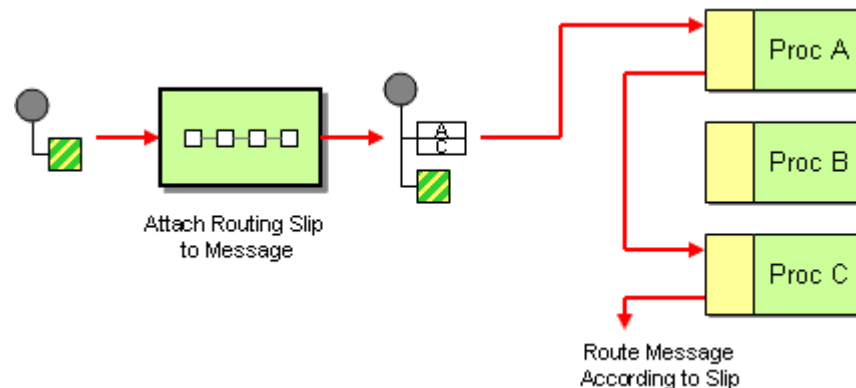 Proc A
A
C
Proc B
Attach Routing Slip
to Message
Proc C
Route Message
According to Slip